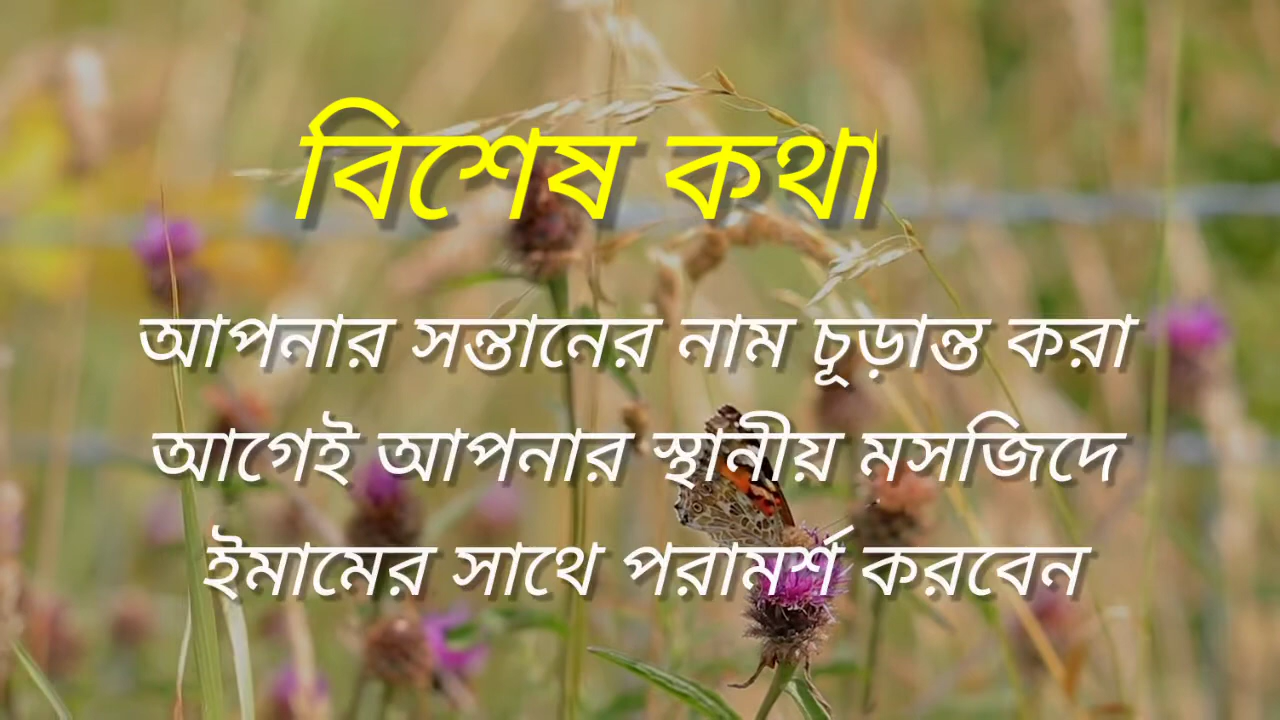 বিশেষ কথা
আপনার সন্তানের নাম চূড়ান্ত করা
আগেই আপনার স্থানীয় মসজিদে
ইমামের সাথে পরামর্শ করবেন